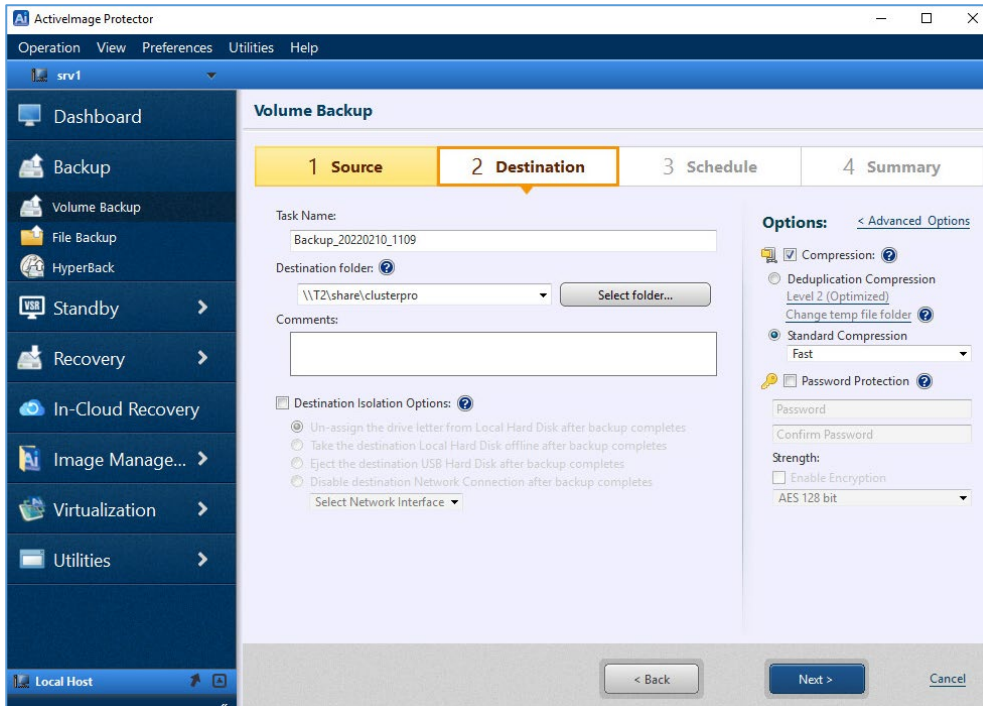 Ai ActiveImage Protector
Operation View Preferences Utilities Help
srv1
Dashboard
Backup
Volume Backup
File Backup
HyperBack
VSR Standby
Recovery
In-Cloud Recovery
Ai Image Manage...
Virtualization
Utilities
Local Host
Volume Backup
1 Source 2 Destination 3 Schedule 4 Summary
Task Name:
Backup_20220210_1109
Destination folder: ?
\\T2\share\clusterpro Select folder...
Comments:
Destination Isolation Options: ?
Un-assign the drive letter from Local Hard Disk after backup completes
Take the destination Local Hard Disk offline after backup completes
Eject the destination USB Hard Disk after backup completes
Disable destination Network Connection after backup completes
Select Network Interface
Options: < Advanced Options
Compression: ?
Deduplication Compression
Level 2 (Optimized)
Change temp file folder ?
Standard Compression
Fast
Password Protection ?
Password
Confirm Password
Strength:
Enable Encryption
AES 128 bit
< Back Next > Cancel